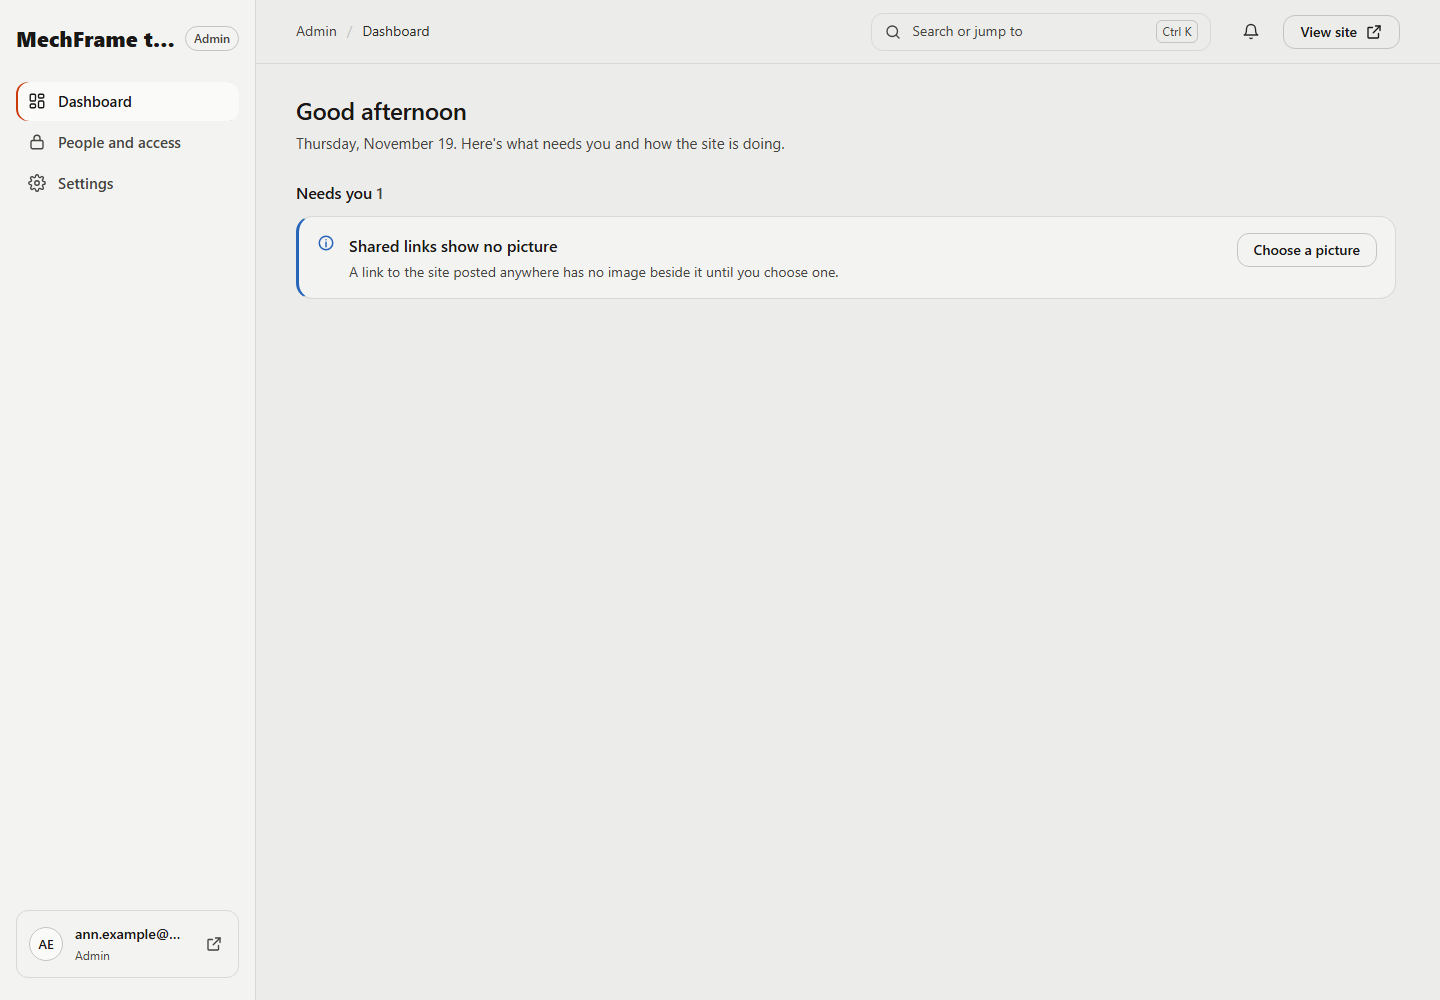 MechFrame t... Admin
Dashboard
People and access
Settings
AE
ann.example@...
Admin
Admin / Dashboard
Search or jump to Ctrl K
View site
Good afternoon
Thursday, November 19. Here's what needs you and how the site is doing.
Needs you 1
Shared links show no picture
A link to the site posted anywhere has no image beside it until you choose one.
Choose a picture